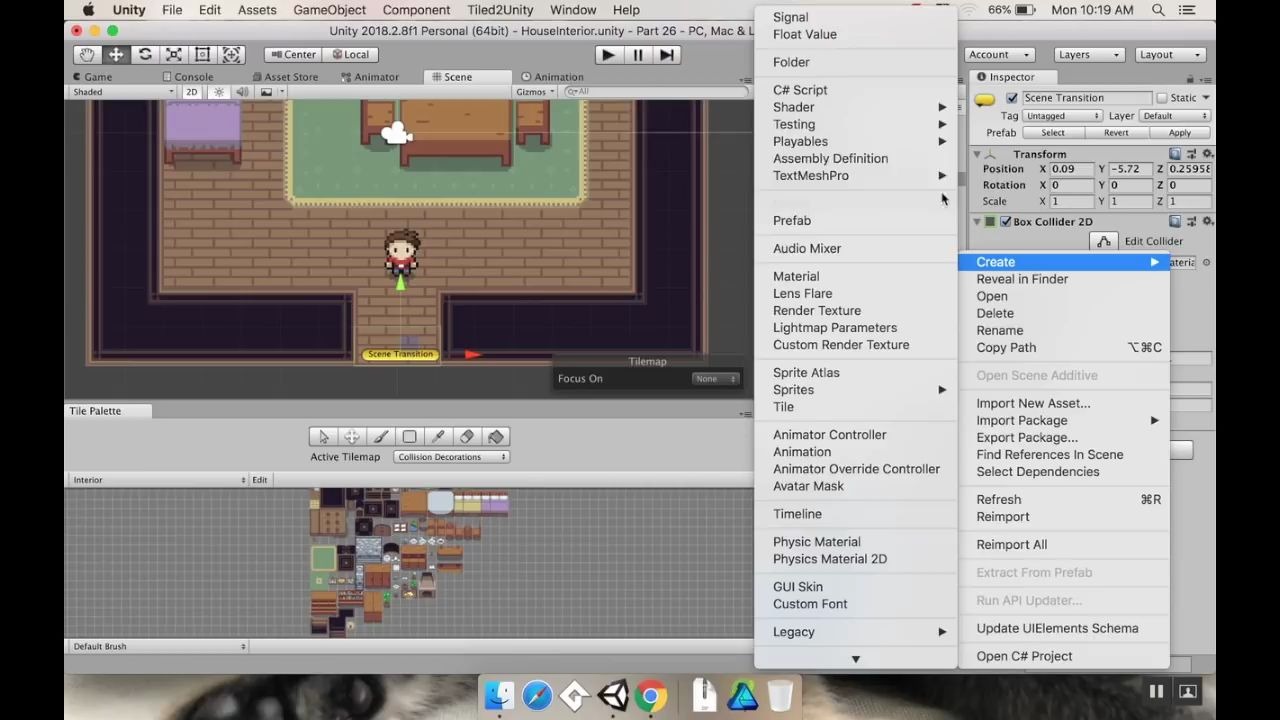 Unity File Edit Assets GameObject Component Tiled2Unity Window Help
66% Mon 10:19 AM
Unity 2018.2.8f1 Personal (64bit) - HouseInterior.unity - Part 26 - PC, Mac & L
Center Local
Account Layers Layout
Game Console Asset Store Animator Scene Animation
Shaded 2D Gizmos All
Inspector
Scene Transition Static
Tag Untagged Layer Default
Prefab Select Revert Apply
Transform
Position X 0.09 Y -5.72 Z 0.25958
Rotation X 0 Y 0 Z 0
Scale X 1 Y 1 Z 1
Box Collider 2D
Edit Collider
Signal
Float Value
Folder
C# Script
Shader
Testing
Playables
Assembly Definition
TextMeshPro
Prefab
Audio Mixer
Material
Lens Flare
Render Texture
Lightmap Parameters
Custom Render Texture
Sprite Atlas
Sprites
Tile
Animator Controller
Animation
Animator Override Controller
Avatar Mask
Timeline
Physic Material
Physics Material 2D
GUI Skin
Custom Font
Legacy
Create
Reveal in Finder
Open
Delete
Rename
Copy Path ⌥⌘C
Open Scene Additive
Import New Asset...
Import Package
Export Package...
Find References In Scene
Select Dependencies
Refresh ⌘R
Reimport
Reimport All
Extract From Prefab
Run API Updater...
Update UIElements Schema
Open C# Project
Scene Transition
Tilemap
Focus On None
Tile Palette
Active Tilemap Collision Decorations
Interior Edit
Default Brush